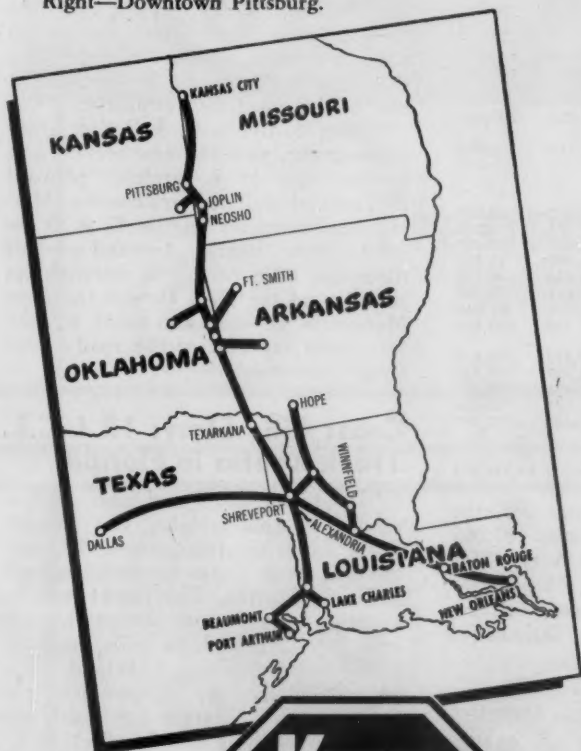 Right—Downtown Pittsburg.
KANSAS CITY
MISSOURI
KANSAS
PITTSBURG
JOPLIN
NEOSHO
FT. SMITH
ARKANSAS
OKLAHOMA
HOPE
TEXARKANA
WINNFIELD
TEXAS
SHREVEPORT
ALEXANDRIA
DALLAS
LOUISIANA
BATON ROUGE
LAKE CHARLES
NEW ORLEANS
BEAUMONT
PORT ARTHUR
K